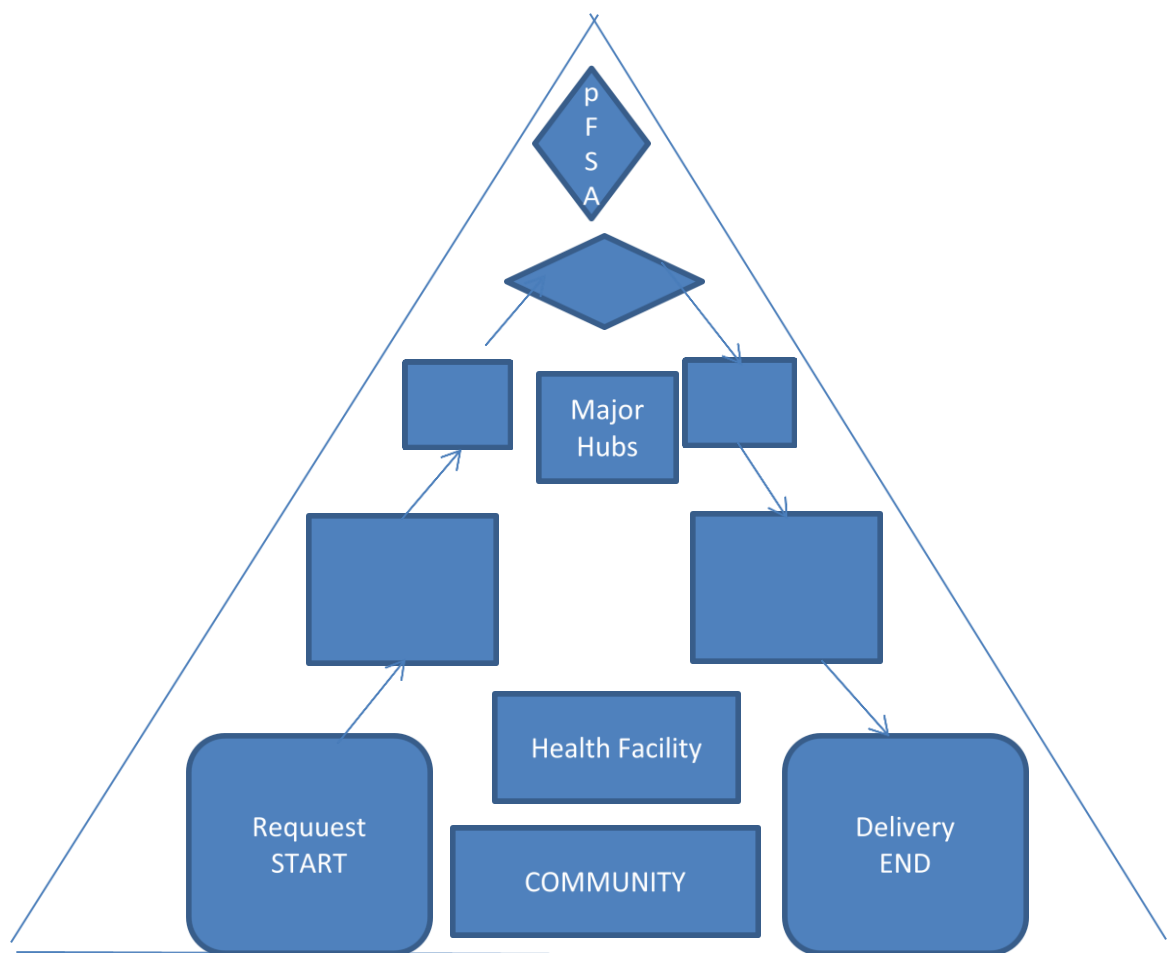 p
F
S
A
Major
Hubs
Health Facility
Requuest
START
COMMUNITY
Delivery
END